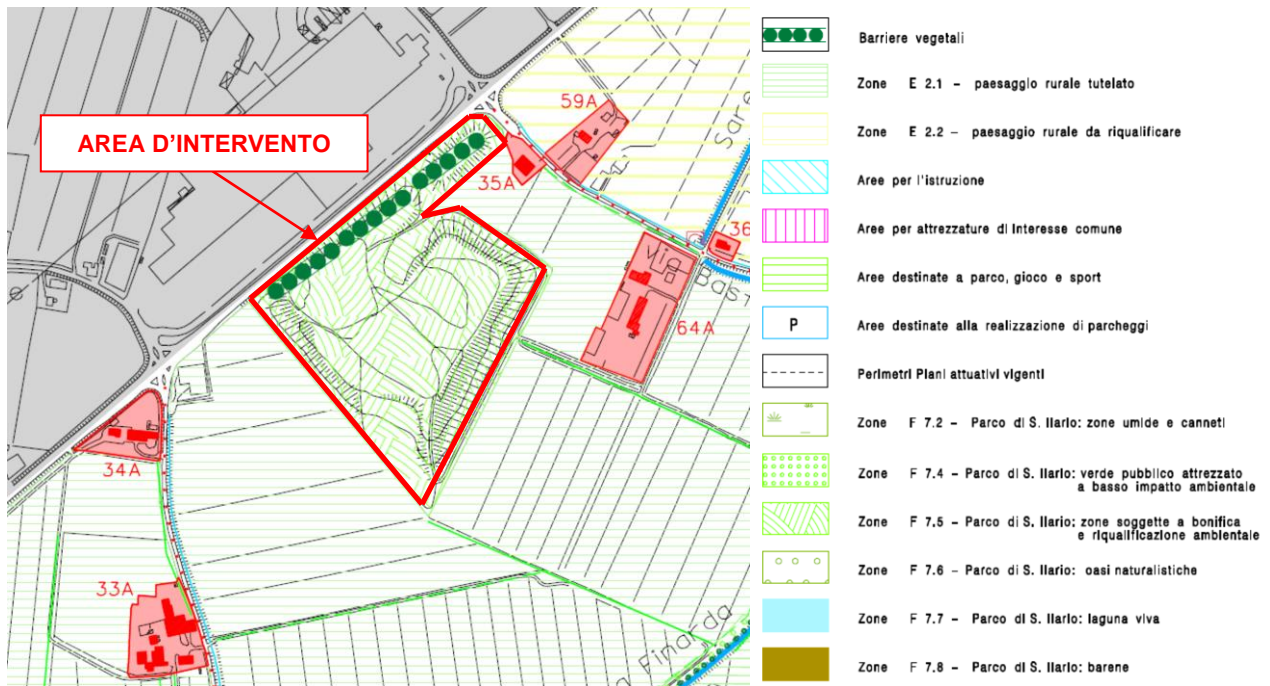 AREA D'INTERVENTO
59A
35A
36
via Bas
64A
34A
33A
Finarda
Sare
Barriere vegetali
Zone E 2.1 - paesaggio rurale tutelato
Zone E 2.2 - paesaggio rurale da riqualificare
Aree per l'istruzione
Aree per attrezzature di interesse comune
Aree destinate a parco, gioco e sport
P
Aree destinate alla realizzazione di parcheggi
Perimetri Piani attuativi vigenti
Zone F 7.2 - Parco di S. Ilario: zone umide e canneti
Zone F 7.4 - Parco di S. Ilario: verde pubblico attrezzato
a basso impatto ambientale
Zone F 7.5 - Parco di S. Ilario: zone soggette a bonifica
e riqualificazione ambientale
Zone F 7.6 - Parco di S. Ilario: oasi naturalistiche
Zone F 7.7 - Parco di S. Ilario: laguna viva
Zone F 7.8 - Parco di S. Ilario: barene